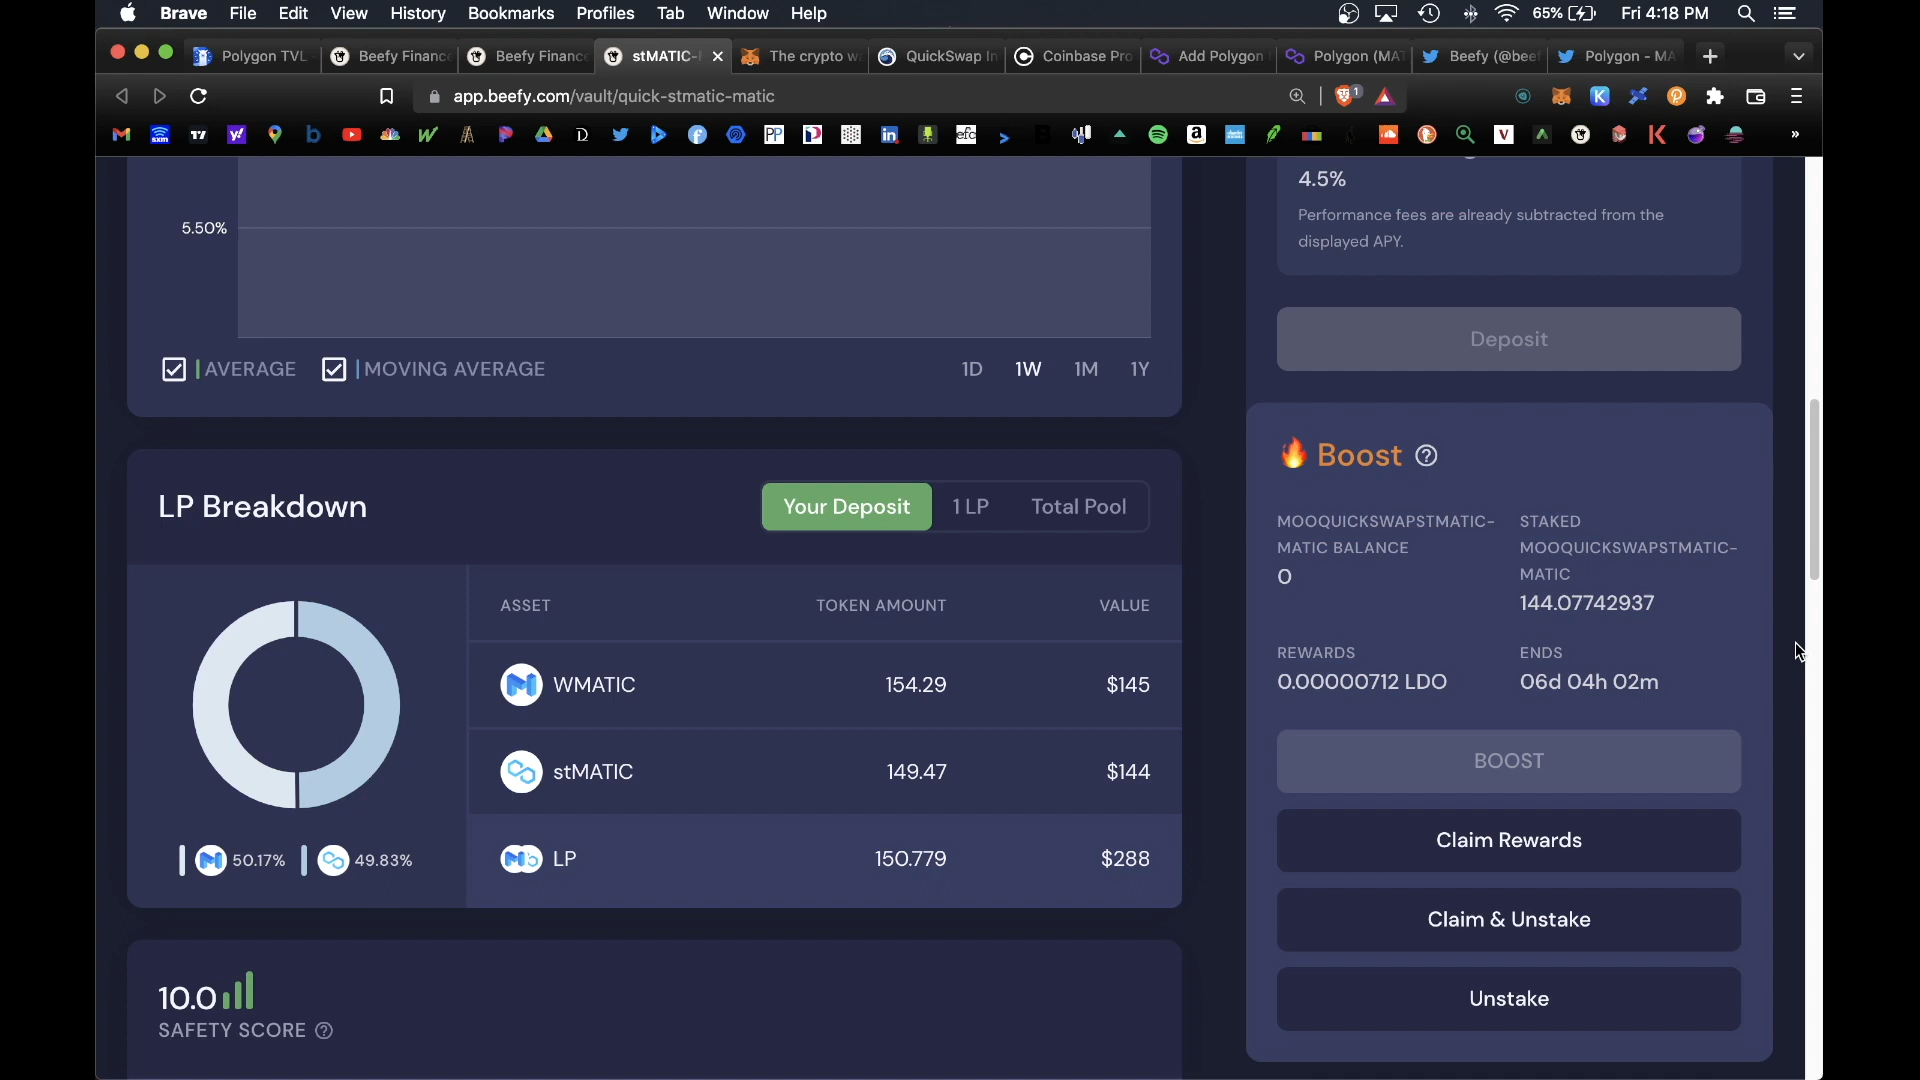 Brave File Edit View History Bookmarks Profiles Tab Window Help 65% Fri 4:18 PM
Polygon TVL Beefy Finance Beefy Finance stMATIC- The crypto w QuickSwap In Coinbase Pro Add Polygon Polygon (MAT Beefy (@beef Polygon - MA
app.beefy.com/vault/quick-stmatic-matic
4.5%
Performance fees are already subtracted from the
displayed APY.
5.50%
Deposit
AVERAGE MOVING AVERAGE 1D 1W 1M 1Y
Boost
LP Breakdown
Your Deposit 1 LP Total Pool
MOOQUICKSWAPSTMATIC-
MATIC BALANCE
0
STAKED
MOOQUICKSWAPSTMATIC-
MATIC
144.07742937
ASSET TOKEN AMOUNT VALUE
WMATIC 154.29 $145
stMATIC 149.47 $144
LP 150.779 $288
50.17% 49.83%
REWARDS
0.00000712 LDO
ENDS
06d 04h 02m
BOOST
Claim Rewards
Claim & Unstake
Unstake
10.0
SAFETY SCORE